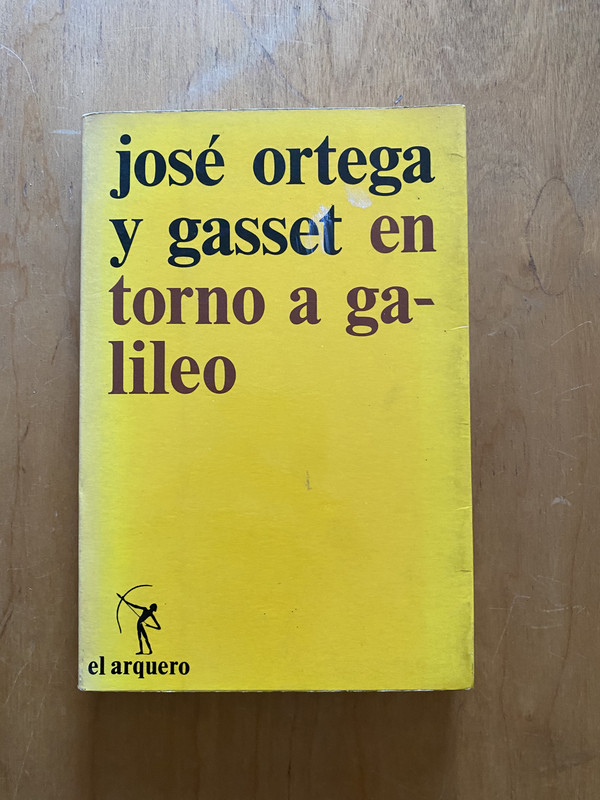 josé ortega
y gasset en
torno a ga-
lileo
el arquero